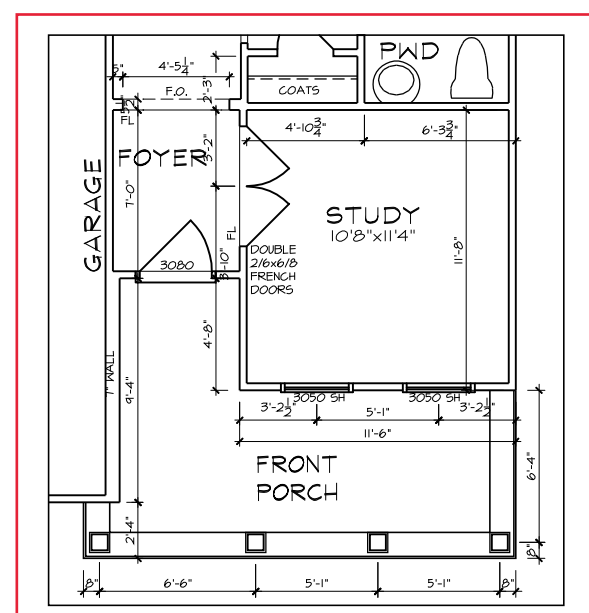 PWD
5"
4'-5¼"
2'-3"
F.O.
COATS
5½"
FL
4'-10¾"
6'-3¾"
FOYER
3'-2"
GARAGE
7'-0"
STUDY
10'8"x11'4"
FL
11'-8"
DOUBLE
2/6x6/8
FRENCH
DOORS
3080
3'-10"
4'-8"
7" WALL
9'-4"
3050 SH
3050 SH
3'-2½"
5'-1"
3'-2½"
11'-6"
FRONT
PORCH
6'-4"
2'-4"
8"
8"
6'-6"
5'-1"
5'-1"
8"